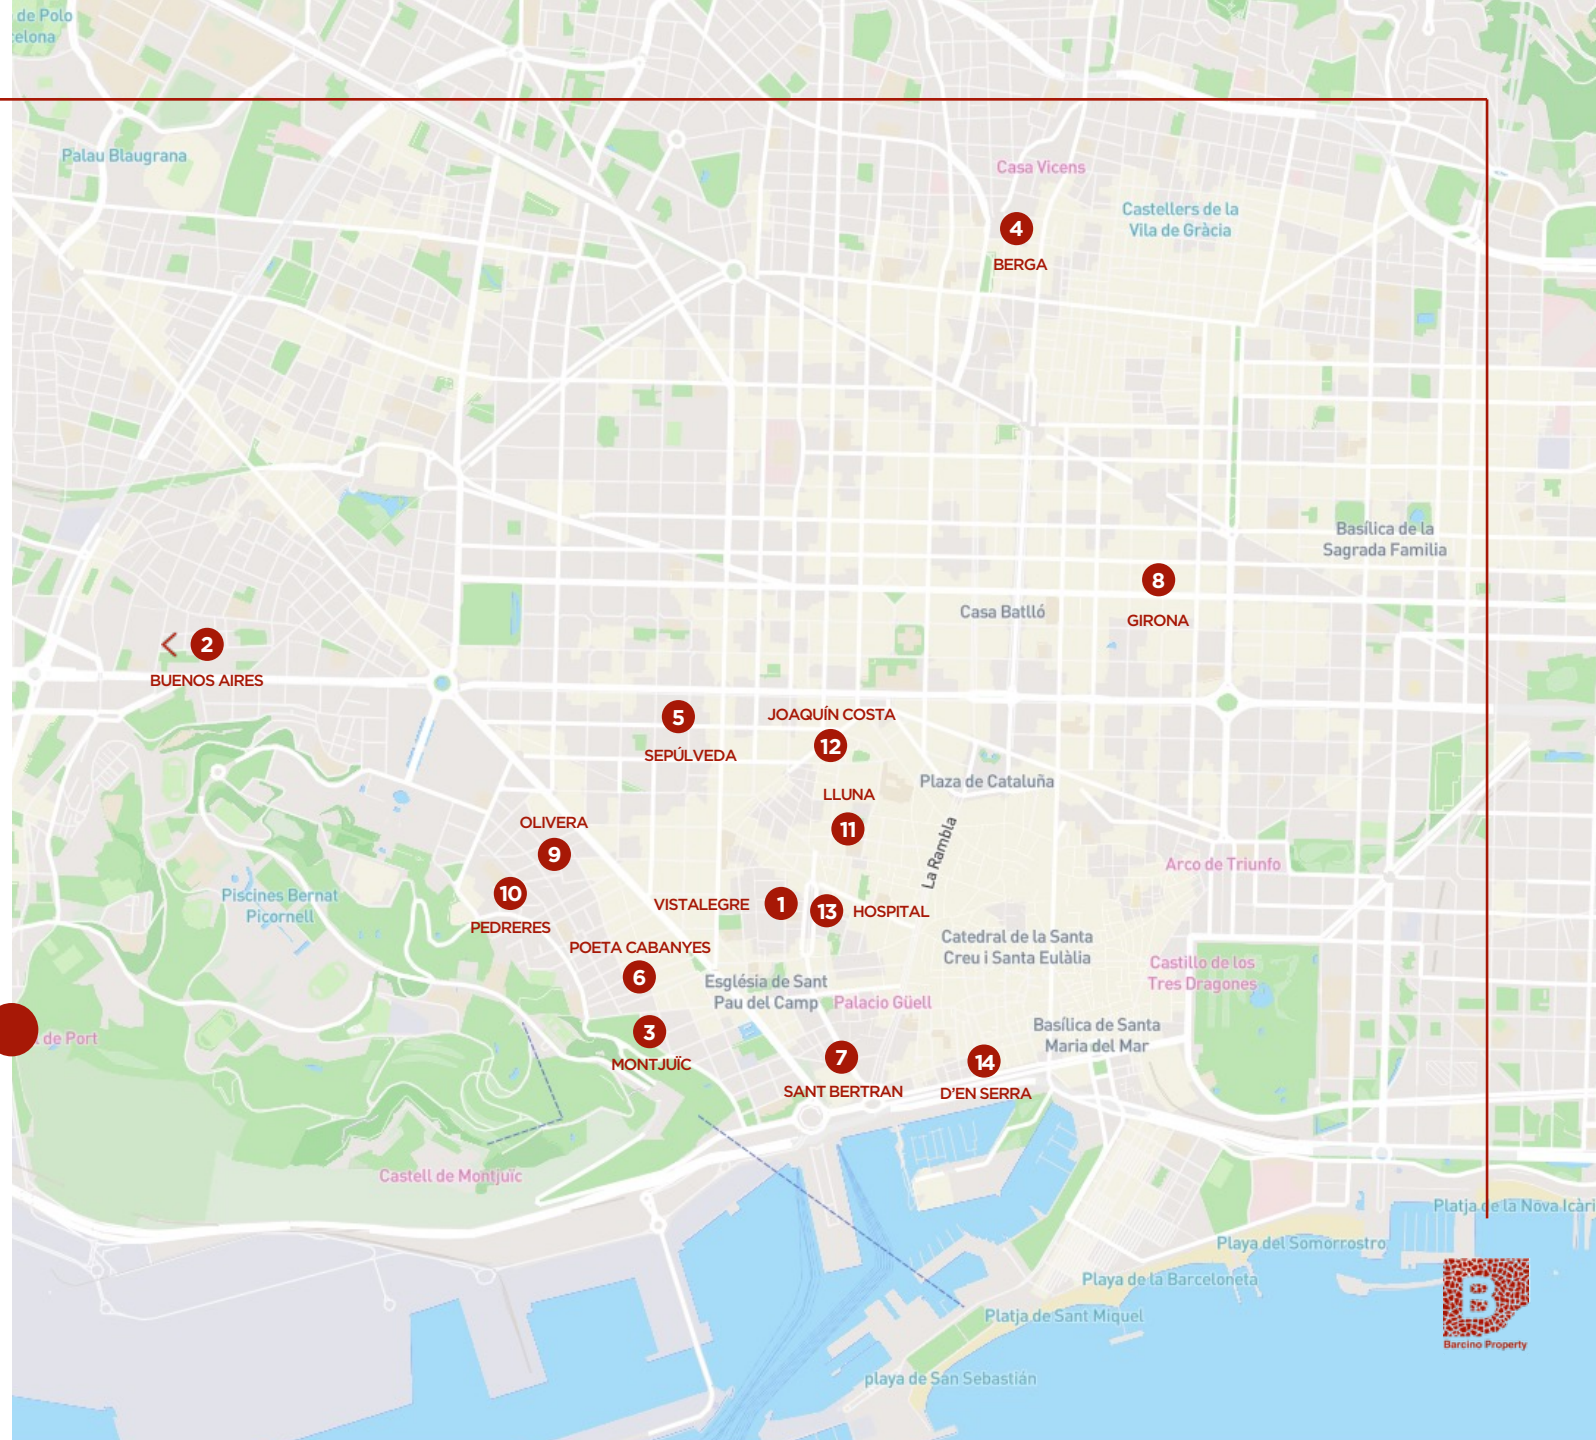 de Polo
elona
Palau Blaugrana
Casa Vicens
Castellers de la
Vila de Gràcia
4
BERGA
Basílica de la
Sagrada Familia
8
GIRONA
Casa Batlló
2
BUENOS AIRES
5
SEPÚLVEDA
JOAQUÍN COSTA
12
Plaza de Cataluña
LLUNA
11
OLIVERA
9
La Rambla
Arco de Triunfo
Piscines Bernat
Picornell
10
PEDRERES
VISTALEGRE
1
13
HOSPITAL
POETA CABANYES
6
Catedral de la Santa
Creu i Santa Eulàlia
Castillo de los
Tres Dragones
Església de Sant
Pau del Camp
Palacio Güell
de Port
3
MONTJUÏC
7
SANT BERTRAN
Basílica de Santa
Maria del Mar
14
D'EN SERRA
Castell de Montjuïc
Platja de la Nova Icàri
Playa del Somorrostro
Playa de la Barceloneta
Platja de Sant Miquel
playa de San Sebastián
B
Barcino Property